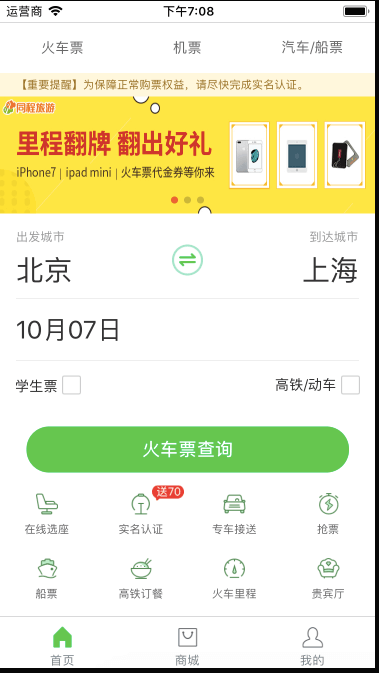 运营商 下午7:08
火车票 机票 汽车/船票
【重要提醒】为保障正常购票权益，请尽快完成实名认证。
同程旅游
里程翻牌 翻出好礼
iPhone7 | ipad mini | 火车票代金券等你来
出发城市 到达城市
北京 上海
10月07日
学生票 高铁/动车
火车票查询
送70
在线选座 实名认证 专车接送 抢票
船票 高铁订餐 火车里程 贵宾厅
首页 商城 我的